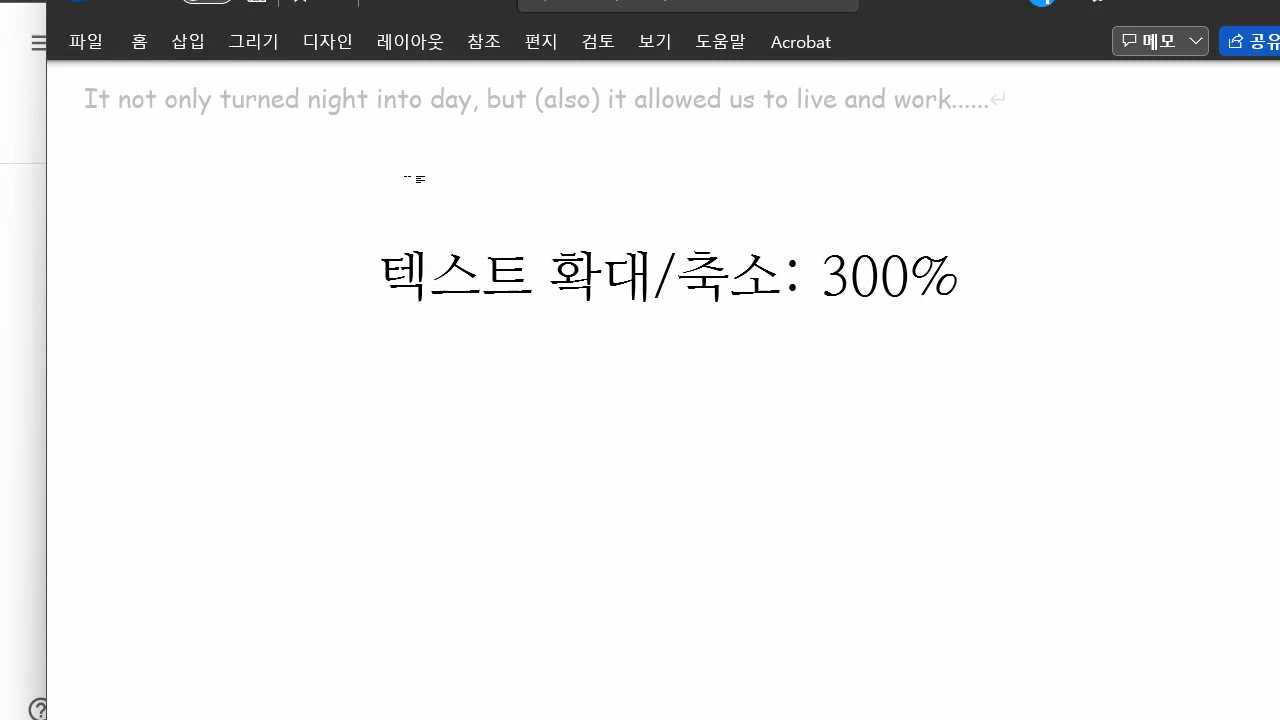 파일 홈 삽입 그리기 디자인 레이아웃 참조 편지 검토 보기 도움말 Acrobat 메모 공유
It not only turned night into day, but (also) it allowed us to live and work......↵
텍스트 확대/축소: 300%